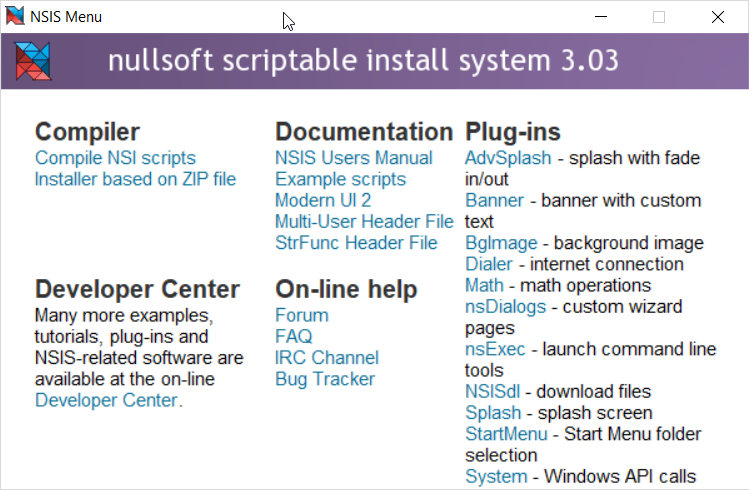 NSIS Menu
nullsoft scriptable install system 3.03
Compiler
Compile NSI scripts
Installer based on ZIP file
Developer Center
Many more examples,
tutorials, plug-ins and
NSIS-related software are
available at the on-line
Developer Center.
Documentation
NSIS Users Manual
Example scripts
Modern UI 2
Multi-User Header File
StrFunc Header File
On-line help
Forum
FAQ
IRC Channel
Bug Tracker
Plug-ins
AdvSplash - splash with fade
in/out
Banner - banner with custom
text
BgImage - background image
Dialer - internet connection
Math - math operations
nsDialogs - custom wizard
pages
nsExec - launch command line
tools
NSISdl - download files
Splash - splash screen
StartMenu - Start Menu folder
selection
System - Windows API calls